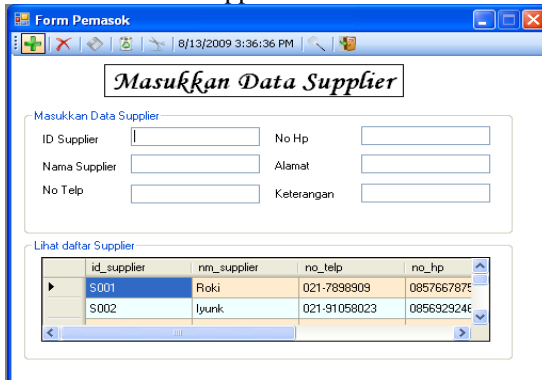 Form Pemasok
8/13/2009 3:36:36 PM
Masukkan Data Supplier
Masukkan Data Supplier
ID Supplier
No Hp
Nama Supplier
Alamat
No Telp
Keterangan
Lihat daftar Supplier
id_supplier nm_supplier no_telp no_hp
S001 Roki 021-7898909 0857667875
S002 Iyunk 021-91058023